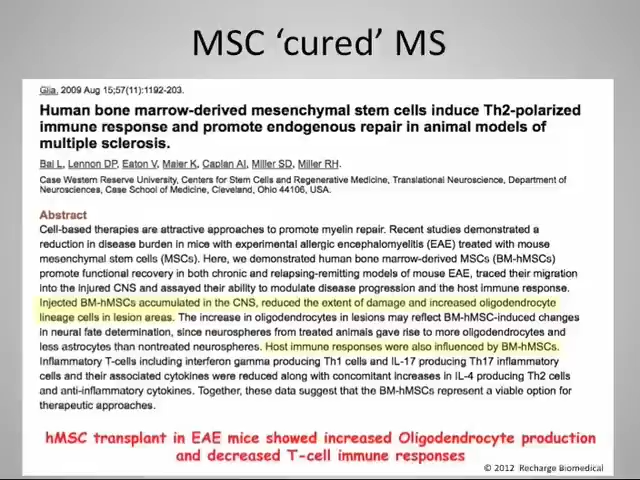 MSC ‘cured’ MS
Glia. 2009 Aug 15;57(11):1192-203.
Human bone marrow-derived mesenchymal stem cells induce Th2-polarized
immune response and promote endogenous repair in animal models of
multiple sclerosis.
Bai L, Lennon DP, Eaton V, Maier K, Caplan AI, Miller SD, Miller RH.
Case Western Reserve University, Centers for Stem Cells and Regenerative Medicine, Translational Neuroscience, Department of
Neurosciences, Case School of Medicine, Cleveland, Ohio 44106, USA.
Abstract
Cell-based therapies are attractive approaches to promote myelin repair. Recent studies demonstrated a
reduction in disease burden in mice with experimental allergic encephalomyelitis (EAE) treated with mouse
mesenchymal stem cells (MSCs). Here, we demonstrated human bone marrow-derived MSCs (BM-hMSCs)
promote functional recovery in both chronic and relapsing-remitting models of mouse EAE, traced their migration
into the injured CNS and assayed their ability to modulate disease progression and the host immune response.
Injected BM-hMSCs accumulated in the CNS, reduced the extent of damage and increased oligodendrocyte
lineage cells in lesion areas. The increase in oligodendrocytes in lesions may reflect BM-hMSC-induced changes
in neural fate determination, since neurospheres from treated animals gave rise to more oligodendrocytes and
less astrocytes than nontreated neurospheres. Host immune responses were also influenced by BM-hMSCs.
Inflammatory T-cells including interferon gamma producing Th1 cells and IL-17 producing Th17 inflammatory
cells and their associated cytokines were reduced along with concomitant increases in IL-4 producing Th2 cells
and anti-inflammatory cytokines. Together, these data suggest that the BM-hMSCs represent a viable option for
therapeutic approaches.
hMSC transplant in EAE mice showed increased Oligodendrocyte production
and decreased T-cell immune responses
© 2012 Recharge Biomedical